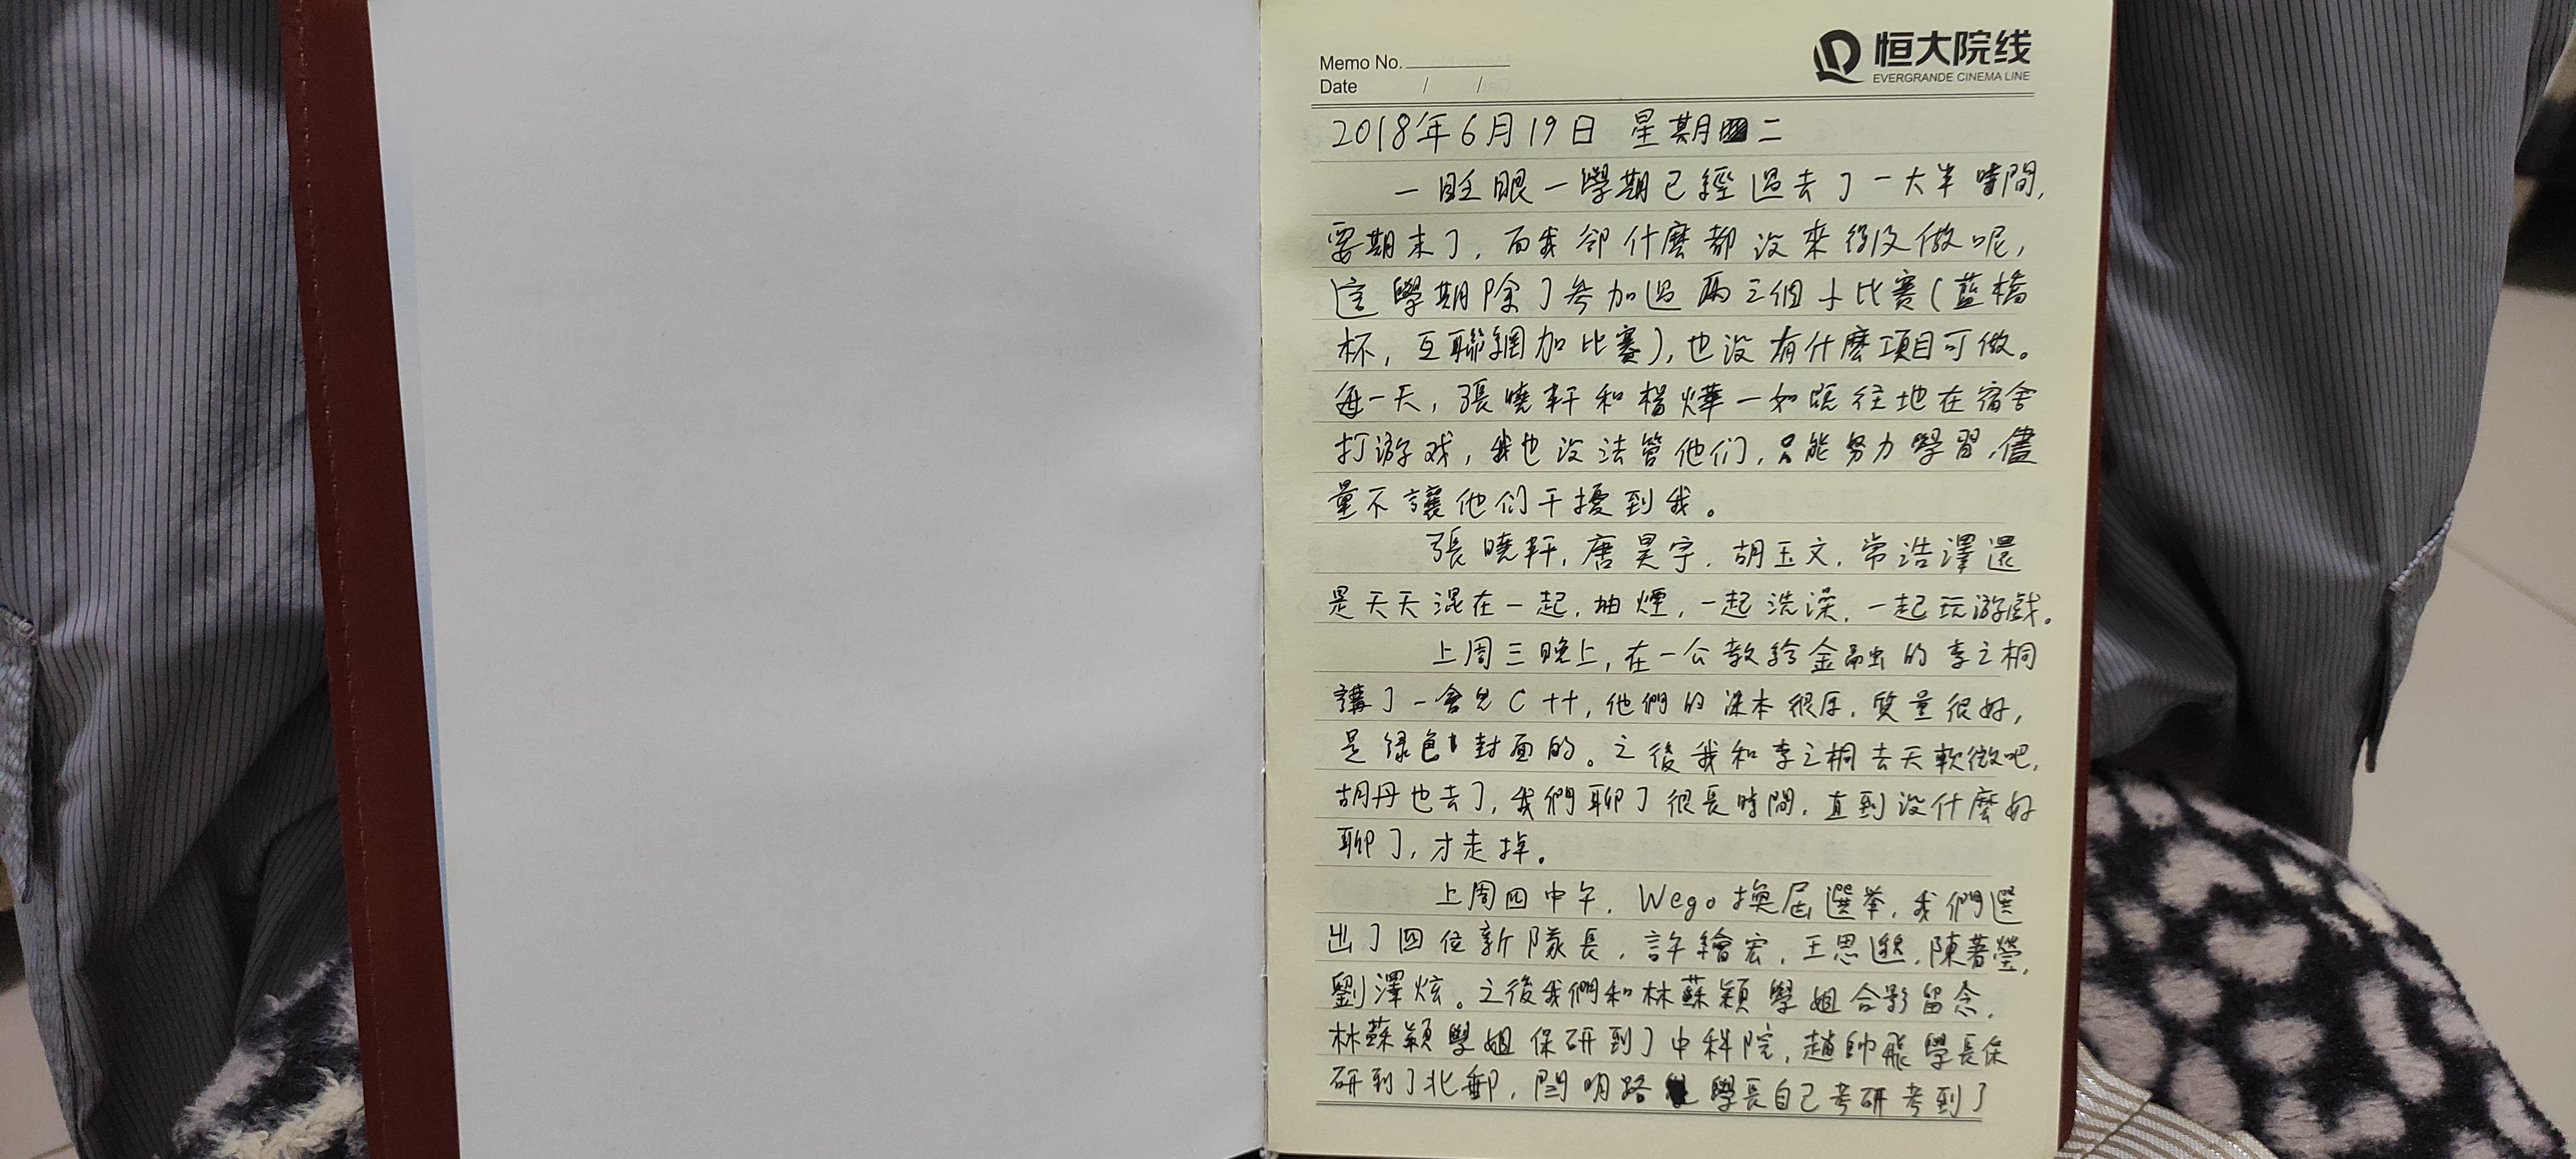 恒大院线
EVERGRANDE CINEMA LINE
Memo No.
Date / /
2018年6月19日 星期二
一眨眼一學期已經過去了一大半時間,
要期末了,而我卻什麼都没來得及做呢,
這學期除了參加過兩三個小比赛(蓝橋
杯,互聯網加比赛),也没有什麼項目可做。
每一天,張曉軒和楊燁一如既往地在宿舍
打游戏,我也没法管他们,只能努力學習,儘
量不讓他们干擾到我。
張曉軒,唐昊宇,胡玉文,常浩澤還
是天天混在一起,抽煙,一起洗澡,一起玩游戲。
上周三晚上,在一公教給金融的李之桐
講了一會兒C++,他們的课本很厚,質量很好,
是绿色封面的。之後我和李之桐去天軟微吧,
胡丹也去了,我們聊了很長時間,直到没什麼好
聊了,才走掉。
上周四中午,Wego换屆選举,我們選
出了四位新隊長,許繪宏,王思邈,陳著瑩,
劉澤炫。之後我們和林蘇穎學姐合影留念,
林蘇穎學姐保研到了中科院,趙帥飛學長保
研到了北郵,閆明路學長自己考研考到了